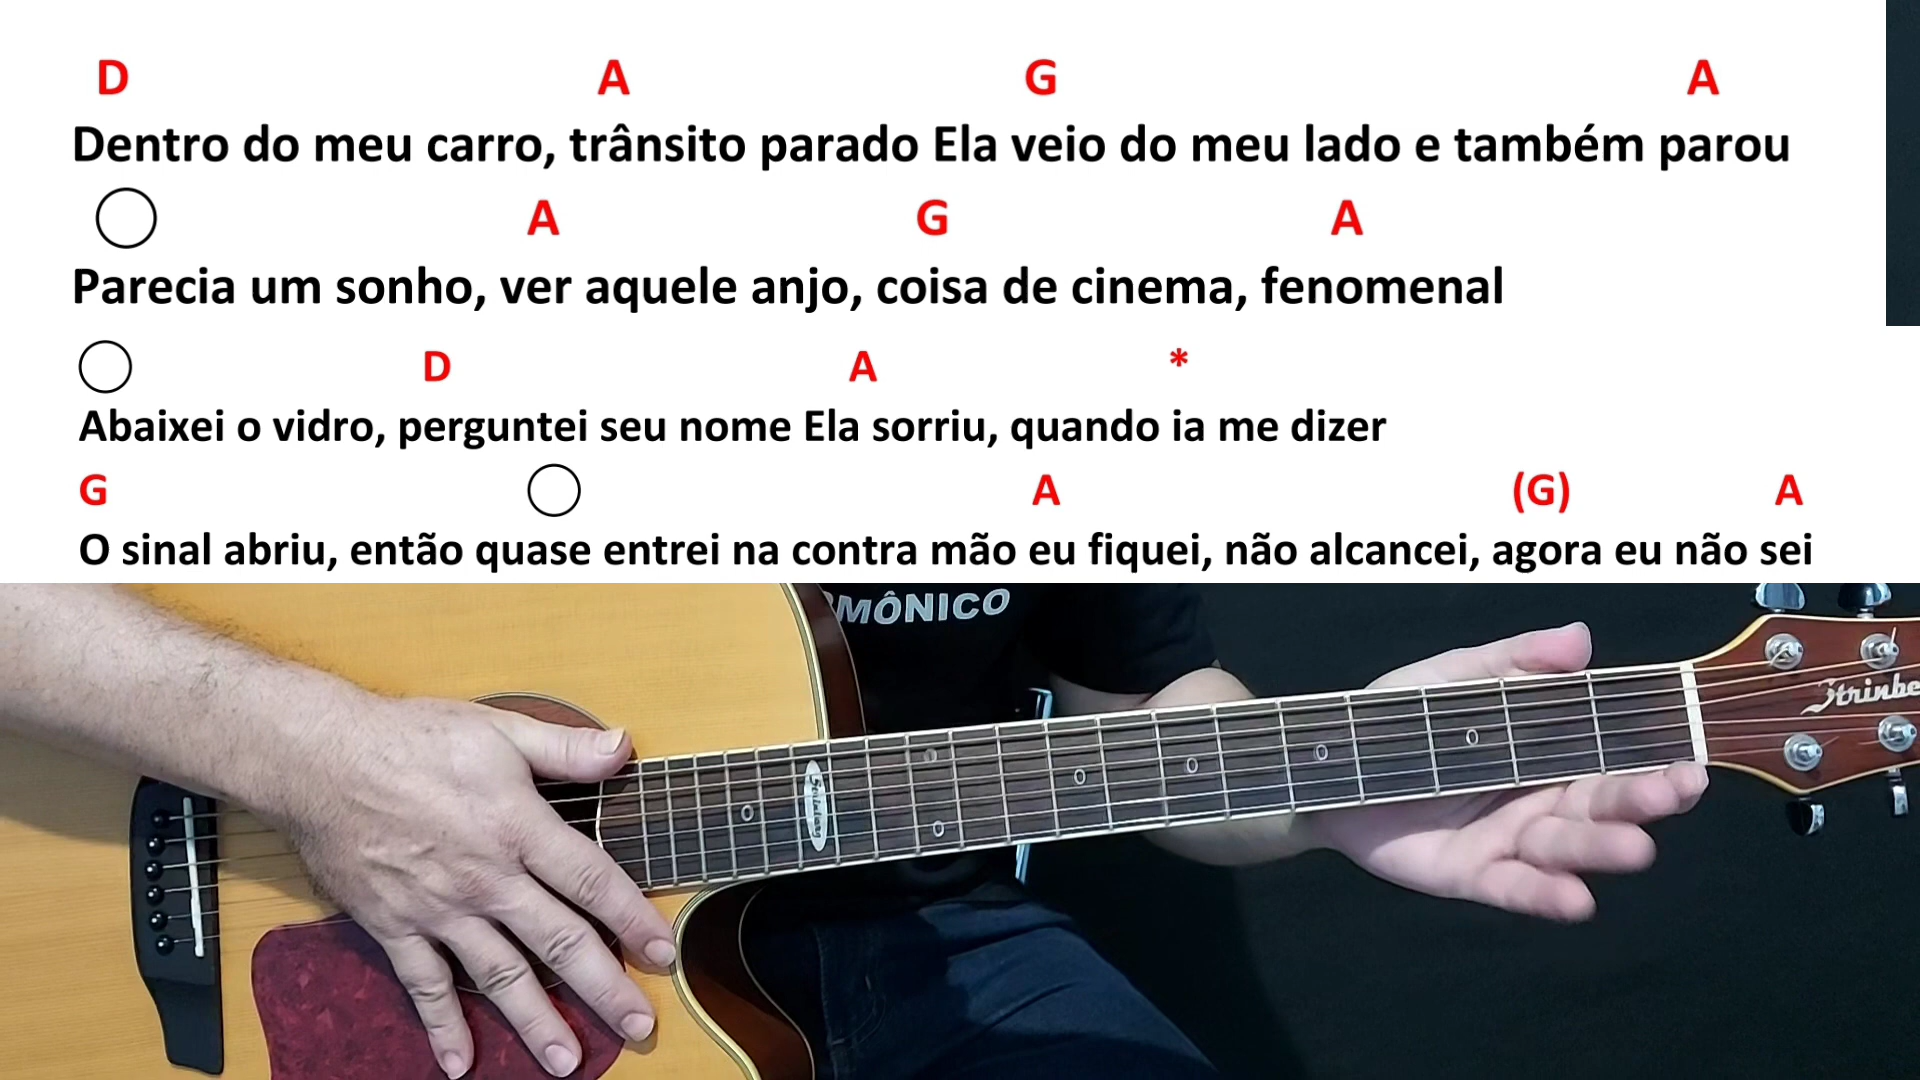 D A G A
Dentro do meu carro, trânsito parado Ela veio do meu lado e também parou
A G A
Parecia um sonho, ver aquele anjo, coisa de cinema, fenomenal
D A *
Abaixei o vidro, perguntei seu nome Ela sorriu, quando ia me dizer
G A (G) A
O sinal abriu, então quase entrei na contra mão eu fiquei, não alcancei, agora eu não sei
MÔNICO
Strinbe
Strinberg